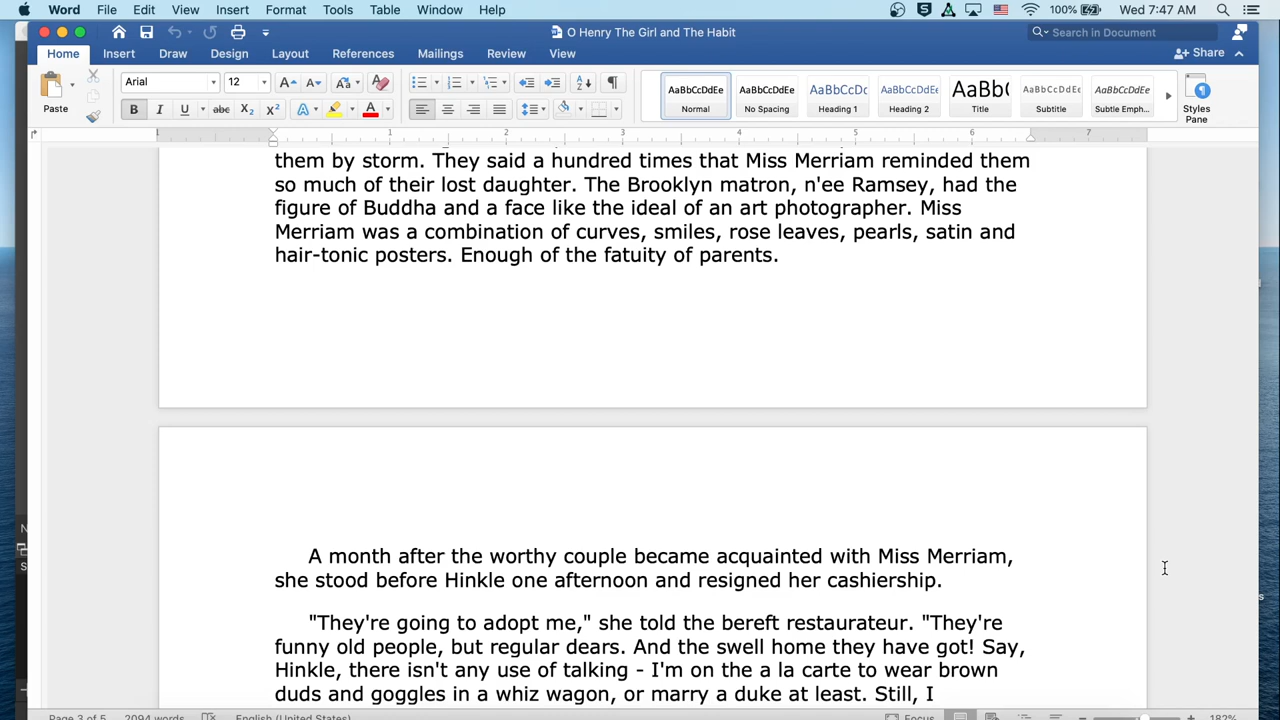 Word File Edit View Insert Format Tools Table Window Help 100% Wed 7:47 AM
O Henry The Girl and The Habit
Search in Document
Home Insert Draw Design Layout References Mailings Review View
Share
Paste
Arial 12
AaBbCcDdEe AaBbCcDdEe AaBbCcDc AaBbCcDdEe AaBbC AaBbCcDdEe AaBbCcDdEe
Normal No Spacing Heading 1 Heading 2 Title Subtitle Subtle Emph...
Styles
Pane
1 1 2 3 4 5 6 7
them by storm. They said a hundred times that Miss Merriam reminded them
so much of their lost daughter. The Brooklyn matron, n'ee Ramsey, had the
figure of Buddha and a face like the ideal of an art photographer. Miss
Merriam was a combination of curves, smiles, rose leaves, pearls, satin and
hair-tonic posters. Enough of the fatuity of parents.
A month after the worthy couple became acquainted with Miss Merriam,
she stood before Hinkle one afternoon and resigned her cashiership.
"They're going to adopt me," she told the bereft restaurateur. "They're
funny old people, but regular dears. And the swell home they have got! Say,
Hinkle, there isn't any use of talking - I'm on the a la carte to wear brown
duds and goggles in a whiz wagon, or marry a duke at least. Still, I
Page 3 of 5 2094 words English (United States) Focus 182%